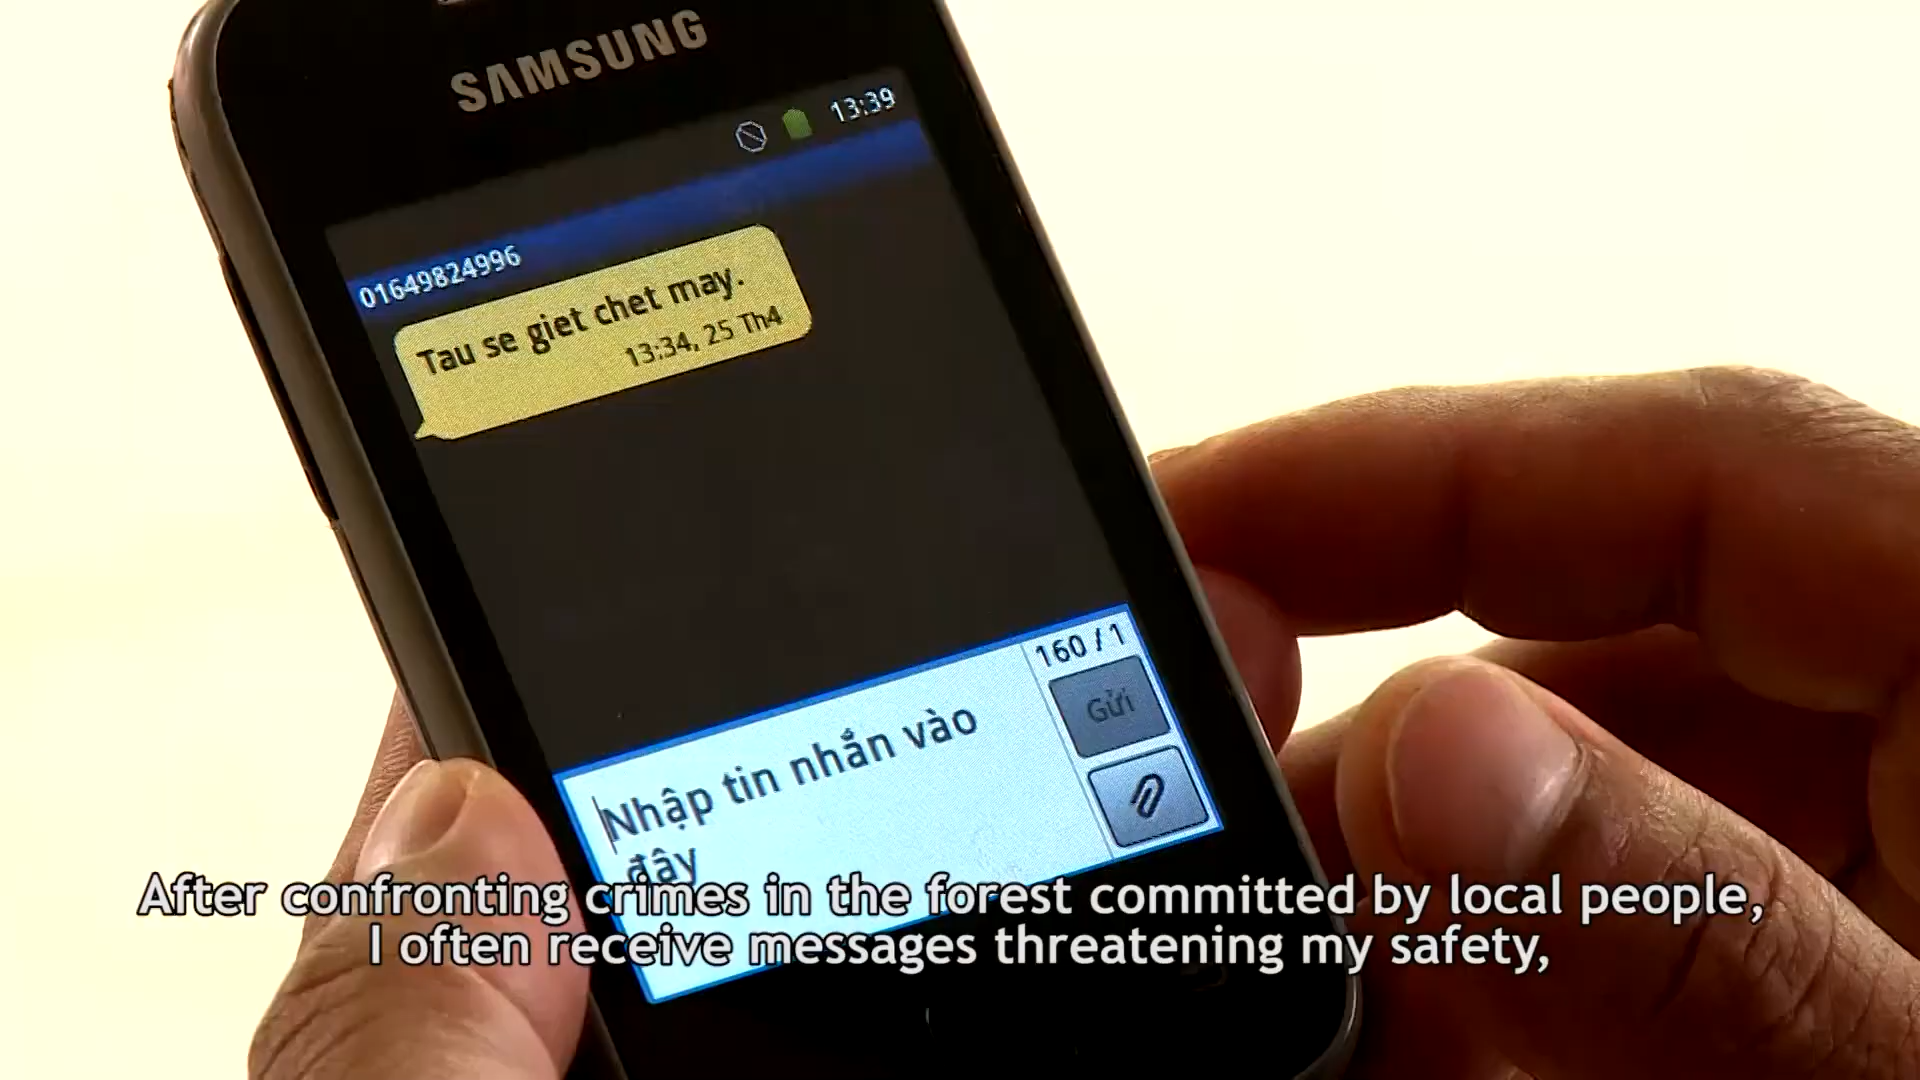 SAMSUNG
13:39
01649824996
Tau se giet chet may.
13:34, 25 Th4
160 / 1
Gửi
Nhập tin nhắn vào
đây
After confronting crimes in the forest committed by local people,
I often receive messages threatening my safety,